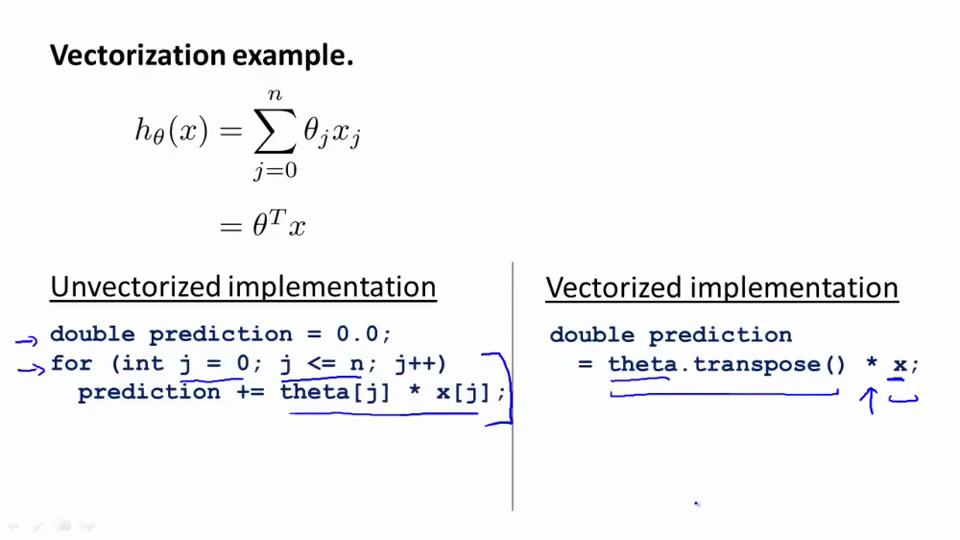 Vectorization example.
n
hθ(x) = ∑ θjxj
j=0
= θᵀx
Unvectorized implementation
double prediction = 0.0;
for (int j = 0; j <= n; j++)
prediction += theta[j] * x[j];
Vectorized implementation
double prediction
= theta.transpose() * x;